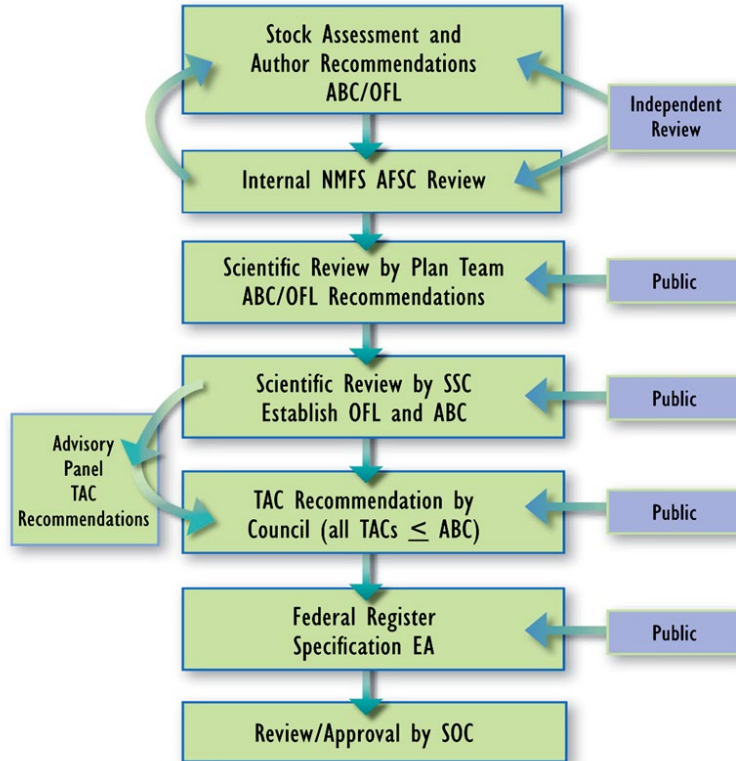 Stock Assessment and
Author Recommendations
ABC/OFL
Independent
Review
Internal NMFS AFSC Review
Scientific Review by Plan Team
ABC/OFL Recommendations
Public
Scientific Review by SSC
Establish OFL and ABC
Public
Advisory
Panel
TAC
Recommendations
TAC Recommendation by
Council (all TACs ≤ ABC)
Public
Federal Register
Specification EA
Public
Review/Approval by SOC